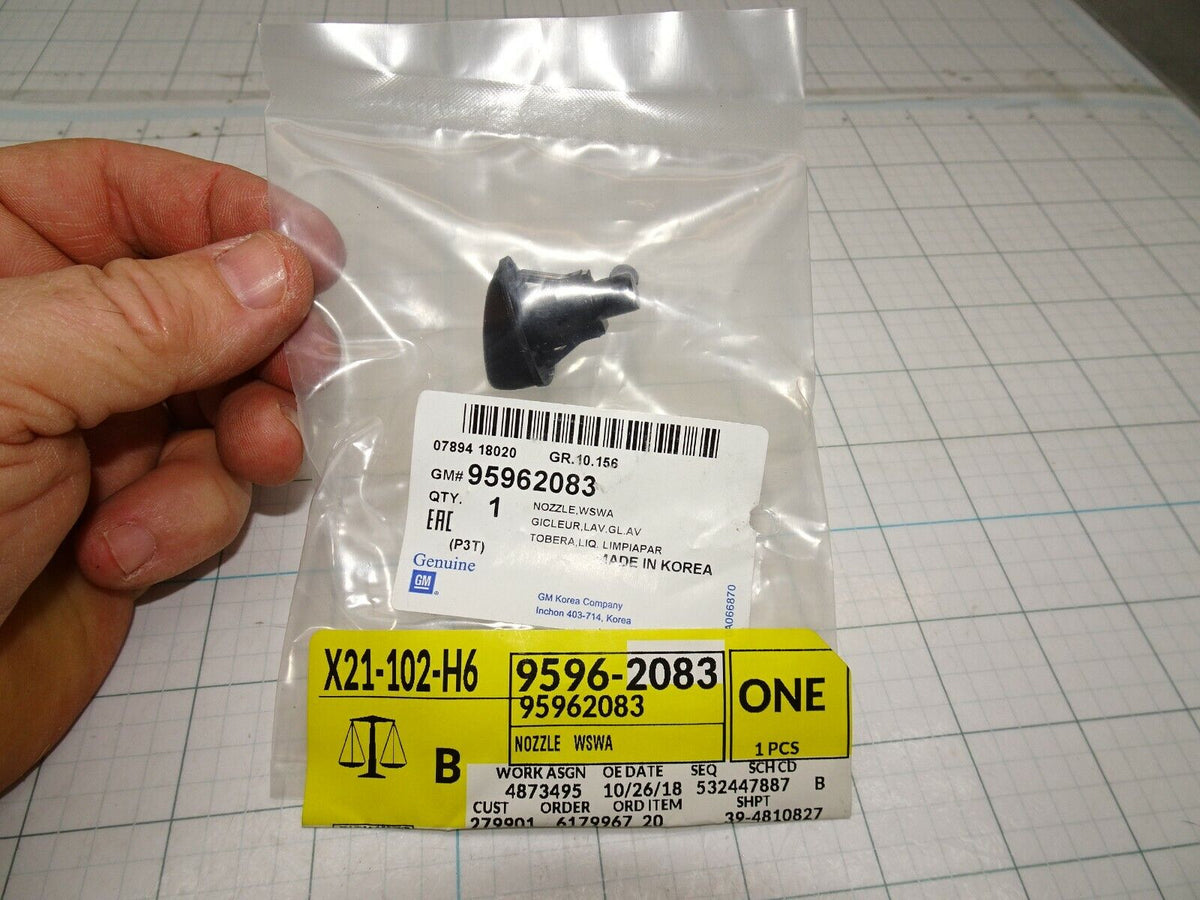 07894 18020 GR.10.156
GM# 95962083
QTY. 1
NOZZLE,WSWA
GICLEUR,LAV.GL.AV
TOBERA,LIQ. LIMPIAPAR
EAC
(P3T)
MADE IN KOREA
Genuine
GM
GM Korea Company
Inchon 403-714, Korea
A066870
X21-102-H6
B
9596-2083
95962083
NOZZLE WSWA
ONE
1 PCS
WORK ASGN OE DATE SEQ SCH CD
4873495 10/26/18 532447887 B
CUST ORDER ORD ITEM SHPT
279901 6179967 20 39-4810827